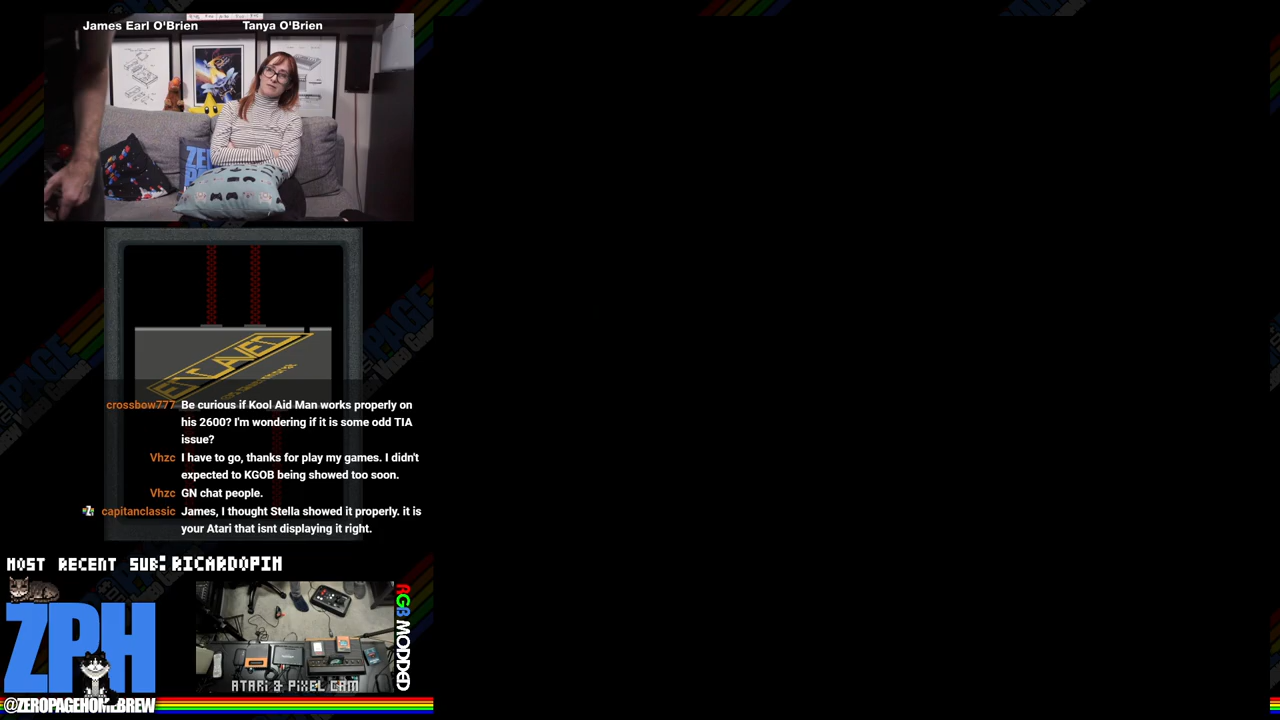 James Earl O'Brien
Tanya O'Brien
ENCAVED
crossbow777 Be curious if Kool Aid Man works properly on
his 2600? I'm wondering if it is some odd TIA
issue?
Vhzc I have to go, thanks for play my games. I didn't
expected to KGOB being showed too soon.
Vhzc GN chat people.
capitanclassic James, I thought Stella showed it properly. it is
your Atari that isnt displaying it right.
MOST RECENT SUB: RICARDOPIM
ZPH
@ZEROPAGEHOMEBREW
RGB MODDED
ATARI & PIXEL CAM